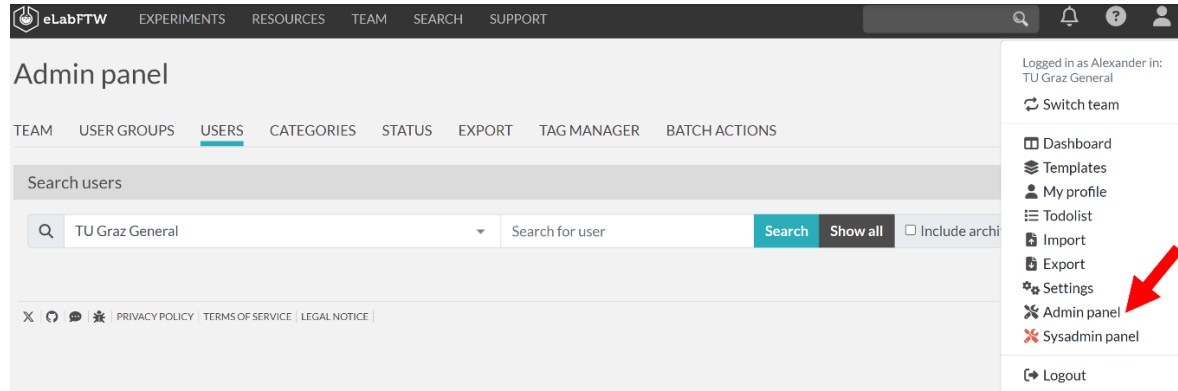 eLabFTW EXPERIMENTS RESOURCES TEAM SEARCH SUPPORT
Admin panel
TEAM USER GROUPS USERS CATEGORIES STATUS EXPORT TAG MANAGER BATCH ACTIONS
Search users
TU Graz General Search for user Search Show all Include archi
PRIVACY POLICY TERMS OF SERVICE LEGAL NOTICE
Logged in as Alexander in:
TU Graz General
Switch team
Dashboard
Templates
My profile
Todolist
Import
Export
Settings
Admin panel
Sysadmin panel
Logout